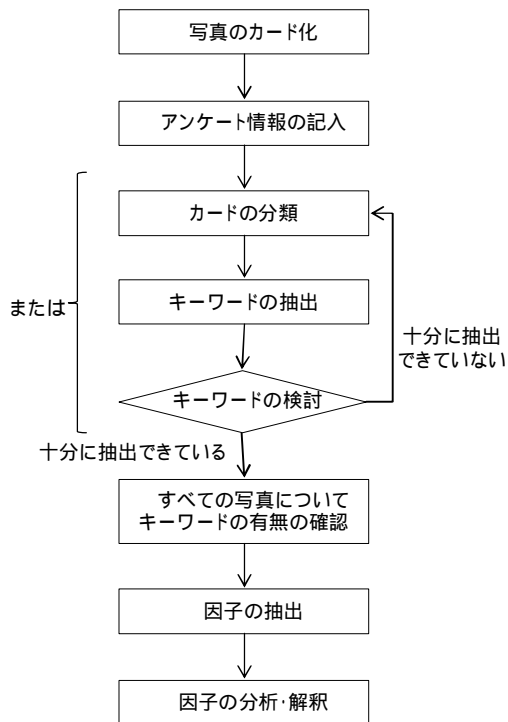 写真のカード化
アンケート情報の記入
カードの分類
または
キーワードの抽出
十分に抽出
できていない
キーワードの検討
十分に抽出できている
すべての写真について
キーワードの有無の確認
因子の抽出
因子の分析・解釈